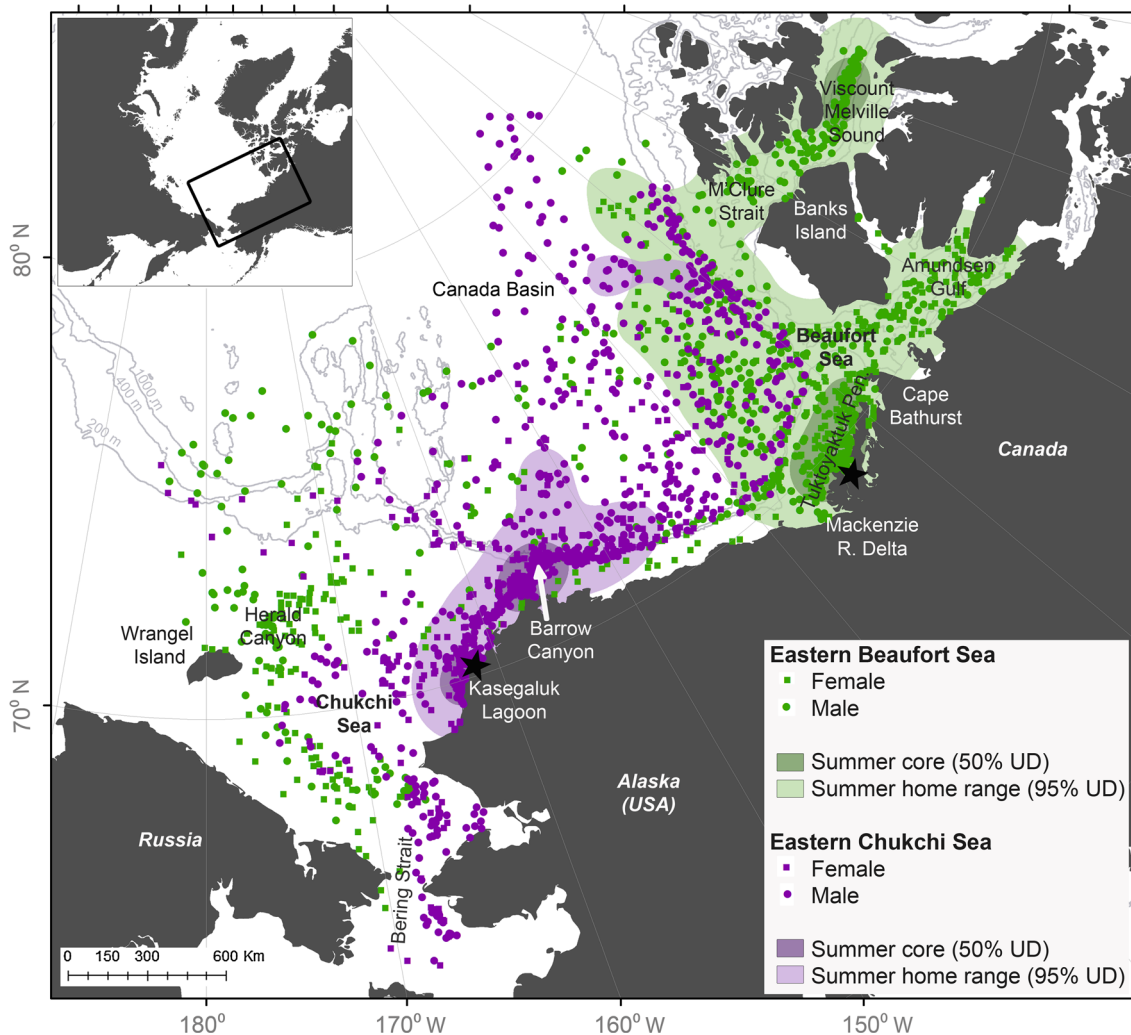 Viscount
Melville
Sound
M'Clure
Strait
Banks
Island
80° N
Canada Basin
Amundsen
Gulf
Beaufort
Sea
1000 m
400 m
200 m
Cape
Bathurst
Tuktoyaktuk Pen.
Canada
Mackenzie
R. Delta
Herald
Canyon
Wrangel
Island
Barrow
Canyon
Kasegaluk
Lagoon
70° N
Chukchi
Sea
Alaska
(USA)
Russia
Bering Strait
Eastern Beaufort Sea
Female
Male
Summer core (50% UD)
Summer home range (95% UD)
Eastern Chukchi Sea
Female
Male
Summer core (50% UD)
Summer home range (95% UD)
0 150 300 600 Km
180° 170° W 160° W 150° W